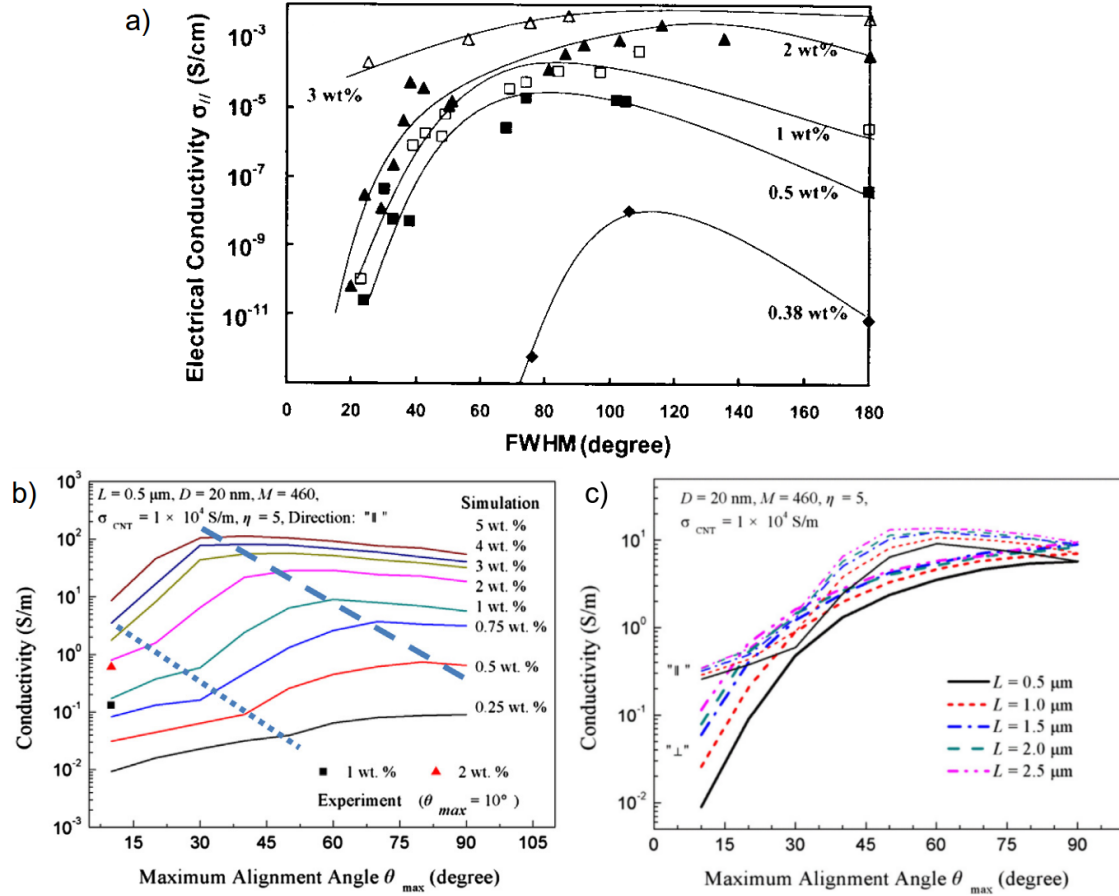 a)
Electrical Conductivity σ// (S/cm)
10⁻³
10⁻⁵
10⁻⁷
10⁻⁹
10⁻¹¹
3 wt%
2 wt%
1 wt%
0.5 wt%
0.38 wt%
0 20 40 60 80 100 120 140 160 180
FWHM (degree)
b)
Conductivity (S/m)
10³
10²
10¹
10⁰
10⁻¹
10⁻²
10⁻³
L = 0.5 μm, D = 20 nm, M = 460,
σ CNT = 1 × 10⁴ S/m, η = 5, Direction: "∥"
Simulation
5 wt. %
4 wt. %
3 wt. %
2 wt. %
1 wt. %
0.75 wt. %
0.5 wt. %
0.25 wt. %
1 wt. % 2 wt. %
Experiment (θ max = 10°)
15 30 45 60 75 90 105
Maximum Alignment Angle θ max (degree)
c)
Conductivity (S/m)
10¹
10⁰
10⁻¹
10⁻²
D = 20 nm, M = 460, η = 5,
σ CNT = 1 × 10⁴ S/m
"∥"
"⊥"
L = 0.5 μm
L = 1.0 μm
L = 1.5 μm
L = 2.0 μm
L = 2.5 μm
0 15 30 45 60 75 90
Maximum Alignment Angle θ max (degree)